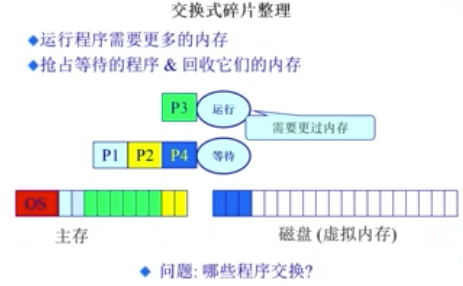 交换式碎片整理
◆运行程序需要更多的内存
◆抢占等待的程序 & 回收它们的内存
P3 运行
需要更过内存
P1 P2 P4 等待
OS
主存 磁盘 (虚拟内存)
◆ 问题: 哪些程序交换?